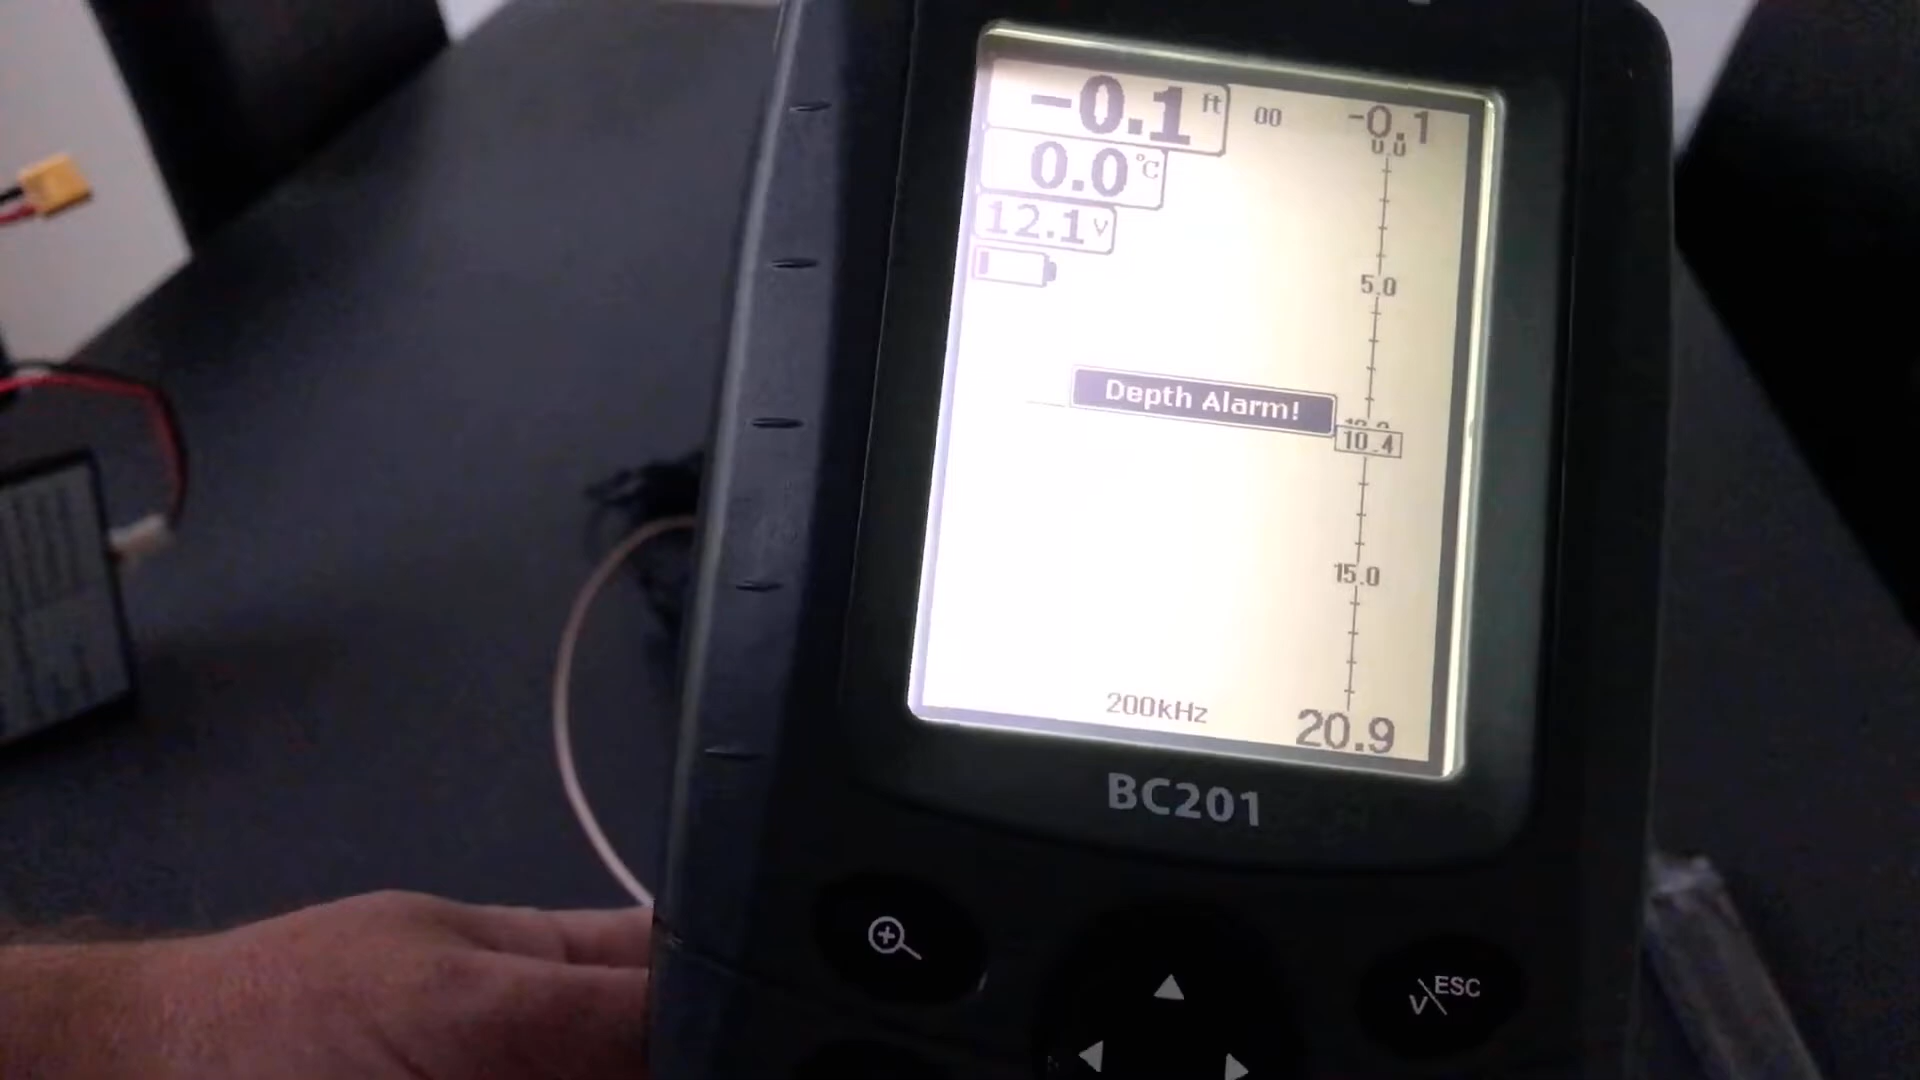 -0.1 ft 00 -0.1
0.0 °C 0.0
12.1 v
5.0
Depth Alarm!
10.4
15.0
200kHz 20.9
BC201
V\ESC